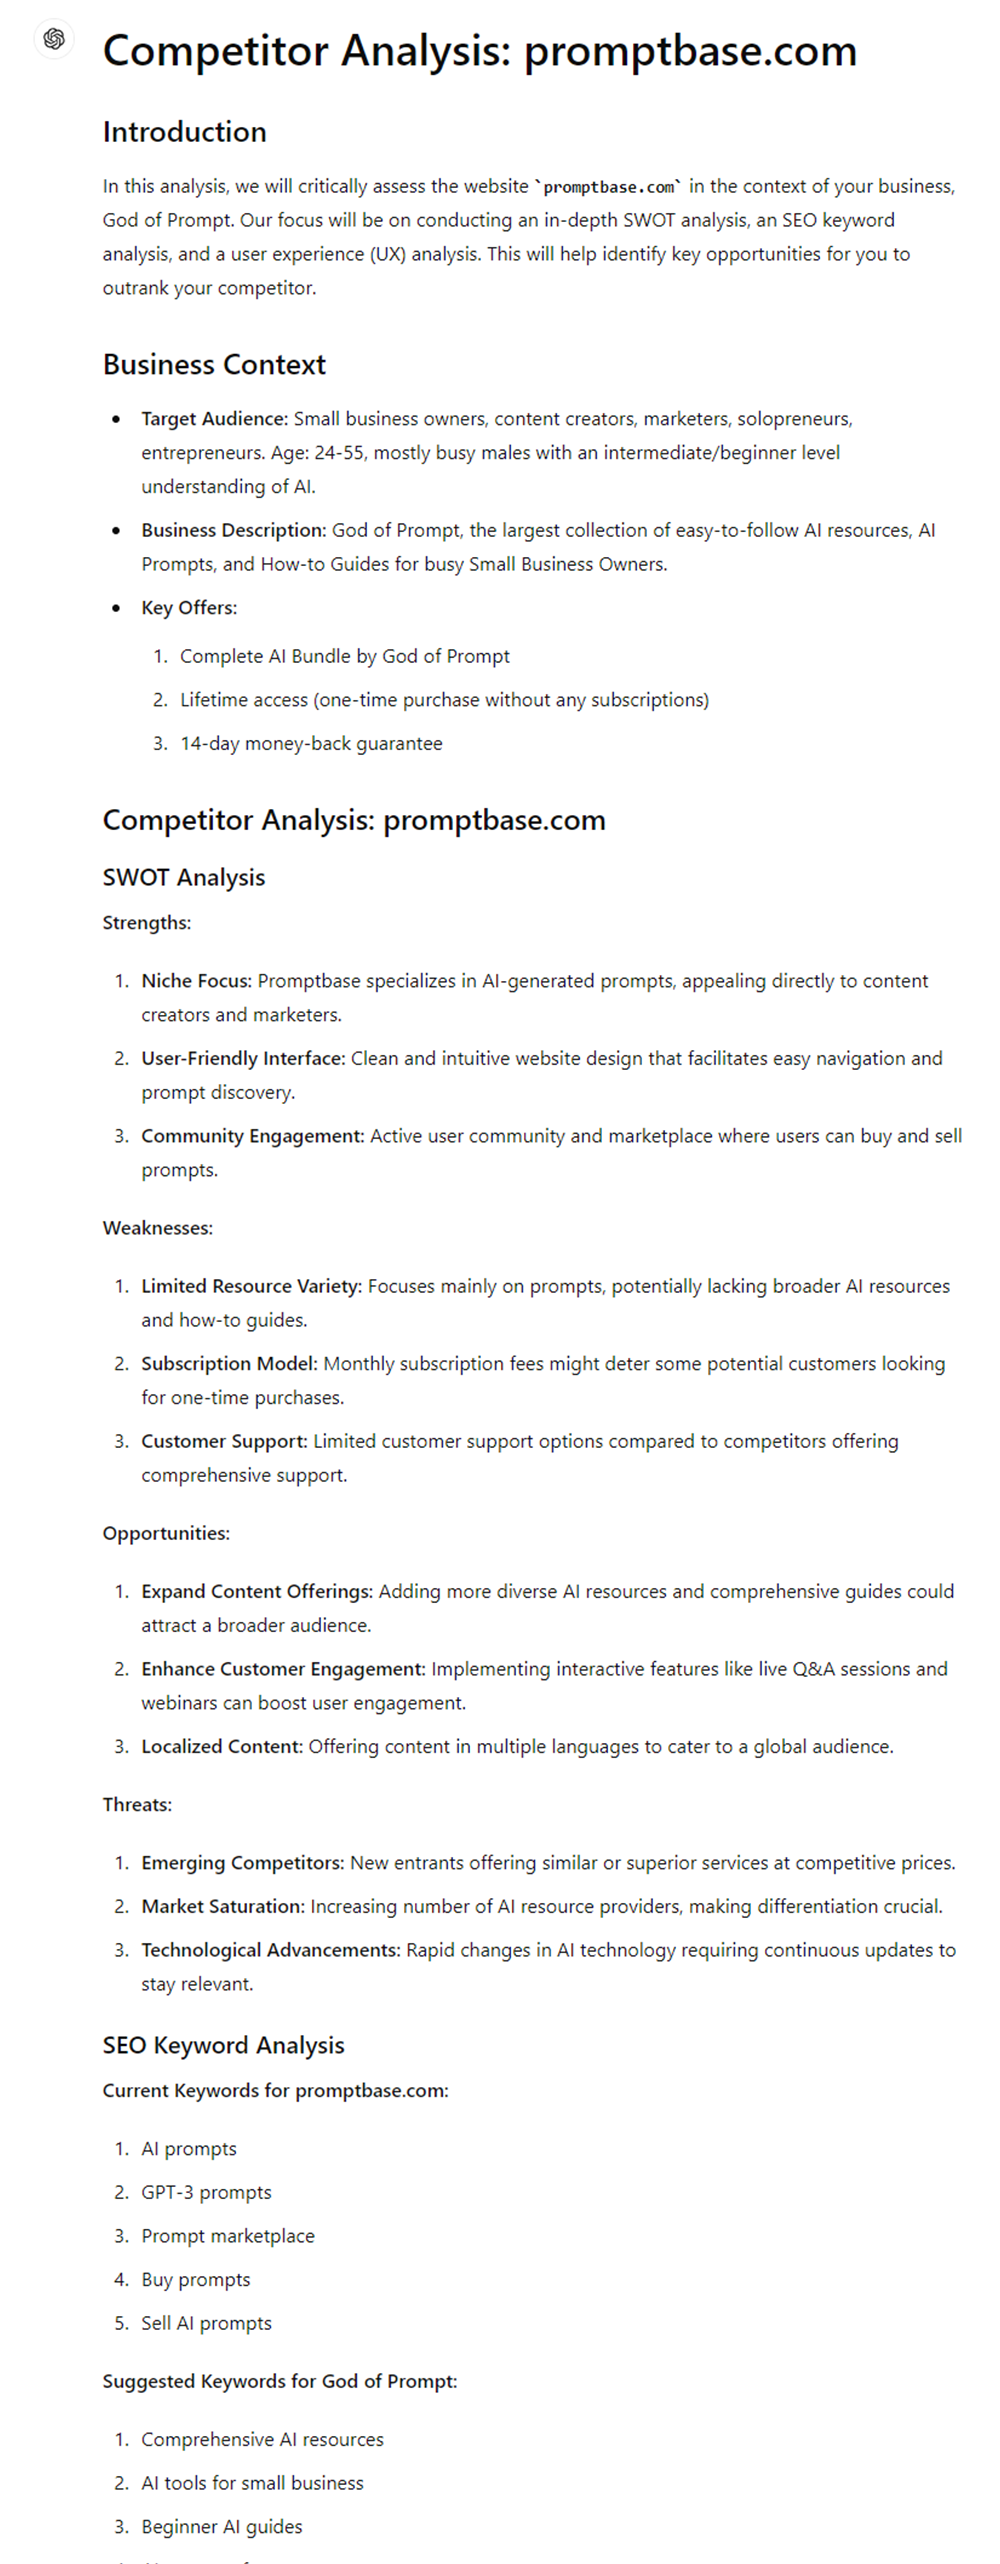 Competitor Analysis: promptbase.com
Introduction
In this analysis, we will critically assess the website `promptbase.com` in the context of your business,
God of Prompt. Our focus will be on conducting an in-depth SWOT analysis, an SEO keyword
analysis, and a user experience (UX) analysis. This will help identify key opportunities for you to
outrank your competitor.
Business Context
• Target Audience: Small business owners, content creators, marketers, solopreneurs,
entrepreneurs. Age: 24-55, mostly busy males with an intermediate/beginner level
understanding of AI.
• Business Description: God of Prompt, the largest collection of easy-to-follow AI resources, AI
Prompts, and How-to Guides for busy Small Business Owners.
• Key Offers:
1. Complete AI Bundle by God of Prompt
2. Lifetime access (one-time purchase without any subscriptions)
3. 14-day money-back guarantee
Competitor Analysis: promptbase.com
SWOT Analysis
Strengths:
1. Niche Focus: Promptbase specializes in AI-generated prompts, appealing directly to content
creators and marketers.
2. User-Friendly Interface: Clean and intuitive website design that facilitates easy navigation and
prompt discovery.
3. Community Engagement: Active user community and marketplace where users can buy and sell
prompts.
Weaknesses:
1. Limited Resource Variety: Focuses mainly on prompts, potentially lacking broader AI resources
and how-to guides.
2. Subscription Model: Monthly subscription fees might deter some potential customers looking
for one-time purchases.
3. Customer Support: Limited customer support options compared to competitors offering
comprehensive support.
Opportunities:
1. Expand Content Offerings: Adding more diverse AI resources and comprehensive guides could
attract a broader audience.
2. Enhance Customer Engagement: Implementing interactive features like live Q&A sessions and
webinars can boost user engagement.
3. Localized Content: Offering content in multiple languages to cater to a global audience.
Threats:
1. Emerging Competitors: New entrants offering similar or superior services at competitive prices.
2. Market Saturation: Increasing number of AI resource providers, making differentiation crucial.
3. Technological Advancements: Rapid changes in AI technology requiring continuous updates to
stay relevant.
SEO Keyword Analysis
Current Keywords for promptbase.com:
1. AI prompts
2. GPT-3 prompts
3. Prompt marketplace
4. Buy prompts
5. Sell AI prompts
Suggested Keywords for God of Prompt:
1. Comprehensive AI resources
2. AI tools for small business
3. Beginner AI guides